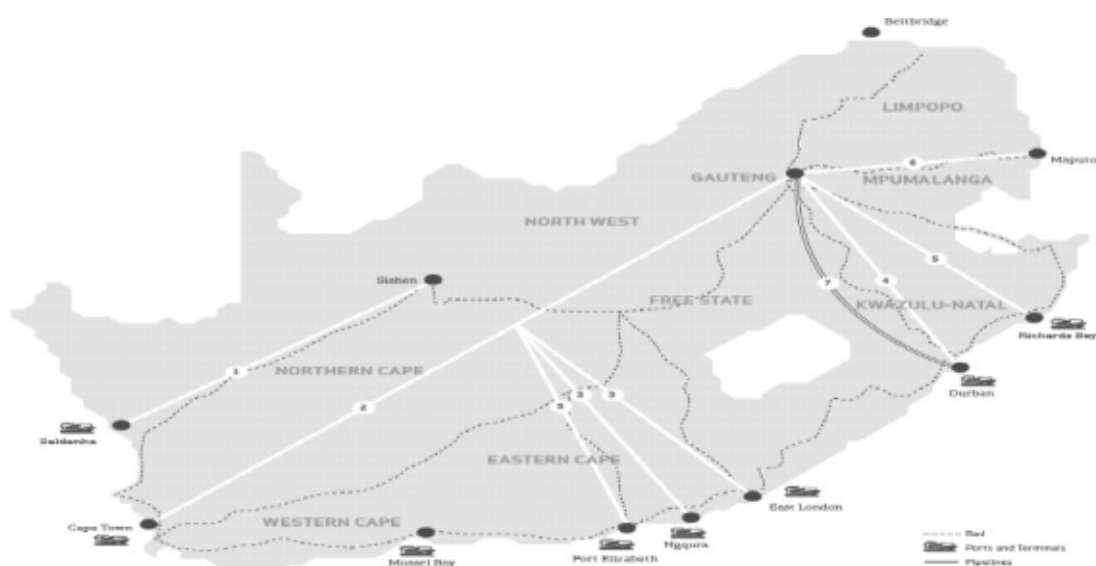 Beitbridge
LIMPOPO
6
Maputo
GAUTENG
MPUMALANGA
NORTH WEST
5
Sishen
4
7
FREE STATE
KWAZULU-NATAL
Richards Bay
1
NORTHERN CAPE
Durban
2
3
3
3
Saldanha
EASTERN CAPE
East London
Cape Town
WESTERN CAPE
Ngqura
Port Elizabeth
Mossel Bay
Rail
Ports and Terminals
Pipelines